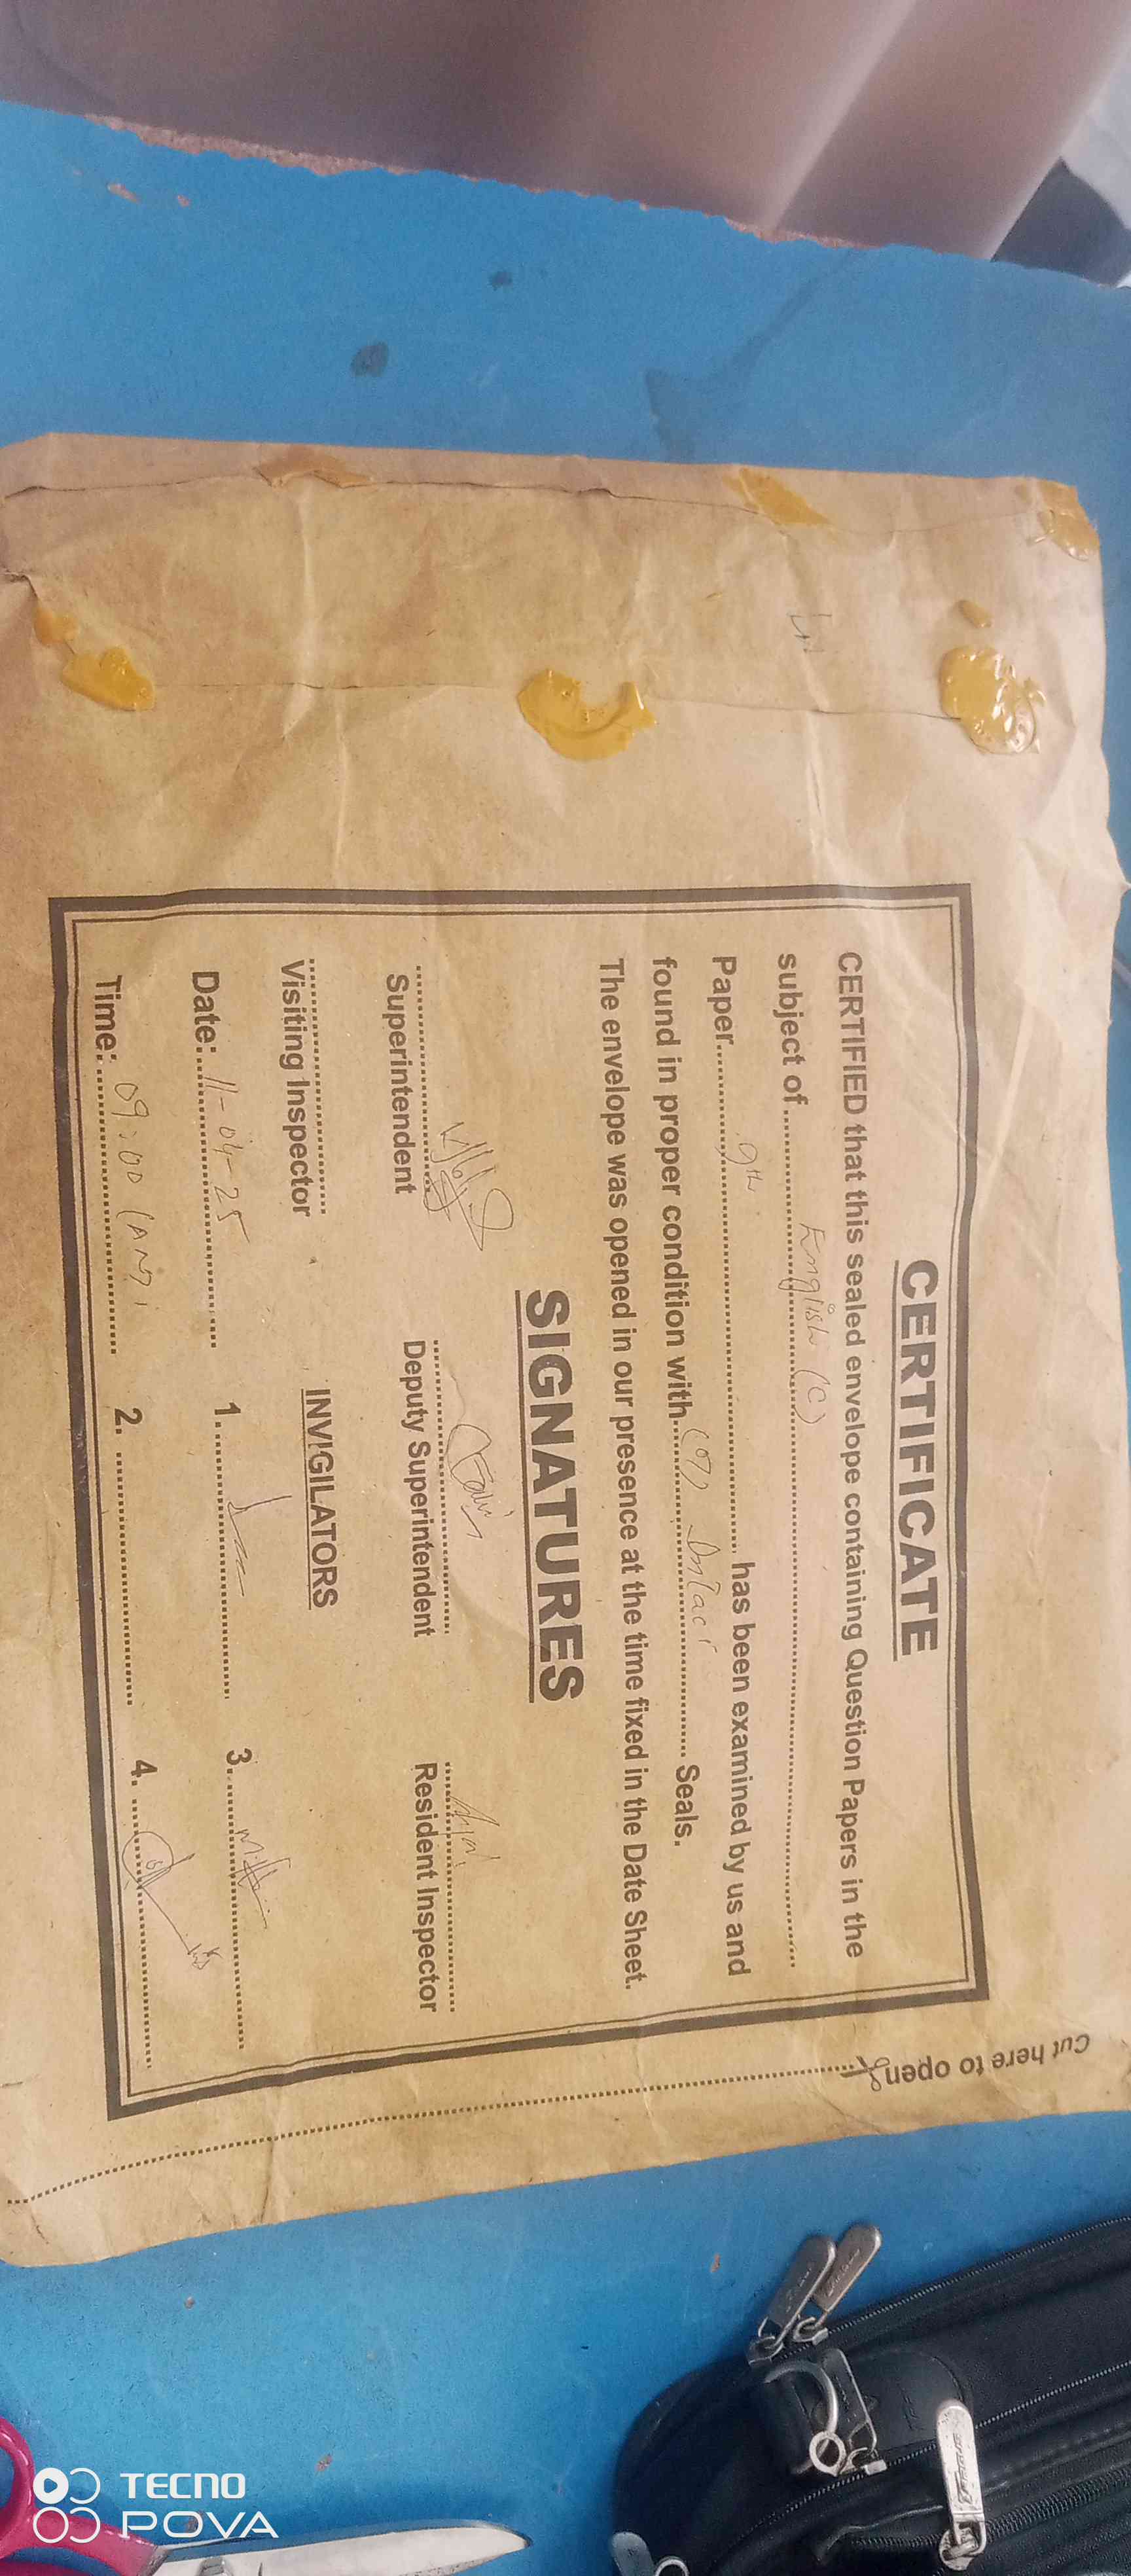 CERTIFICATE
CERTIFIED that this sealed envelope containing Question Papers in the
subject of English (C)
Paper 9th has been examined by us and
found in proper condition with (07) Intact Seals.
The envelope was opened in our presence at the time fixed in the Date Sheet.
SIGNATURES
Superintendent Deputy Superintendent Resident Inspector
Visiting Inspector INVIGILATORS
Date: 11-04-25 1. 3.
Time: 09:00 (AM) 2. 4.
Cut here to open
TECNO
POVA